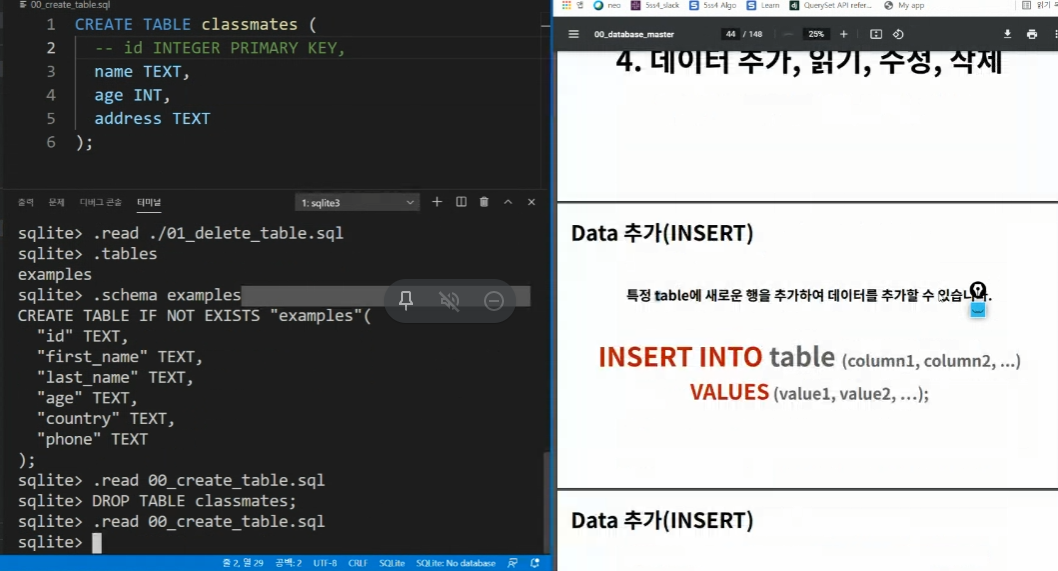 00_create_table.sql
1 CREATE TABLE classmates (
2 -- id INTEGER PRIMARY KEY,
3 name TEXT,
4 age INT,
5 address TEXT
6 );
출력 문제 디버그 콘솔 터미널
1: sqlite3
sqlite> .read ./01_delete_table.sql
sqlite> .tables
examples
sqlite> .schema examples
CREATE TABLE IF NOT EXISTS "examples"(
"id" TEXT,
"first_name" TEXT,
"last_name" TEXT,
"age" TEXT,
"country" TEXT,
"phone" TEXT
);
sqlite> .read 00_create_table.sql
sqlite> DROP TABLE classmates;
sqlite> .read 00_create_table.sql
sqlite>
줄 2, 열 29 공백: 2 UTF-8 CRLF SQLite SQLite: No database
앱 neo 5ss4_slack 5ss4 Algo Learn QuerySet API refer... My app 읽기
00_database_master 44 / 148 25%
4. 데이터 추가, 읽기, 수정, 삭제
Data 추가(INSERT)
특정 table에 새로운 행을 추가하여 데이터를 추가할 수 있습니다.
INSERT INTO table (column1, column2, ...)
VALUES (value1, value2, ...);
Data 추가(INSERT)